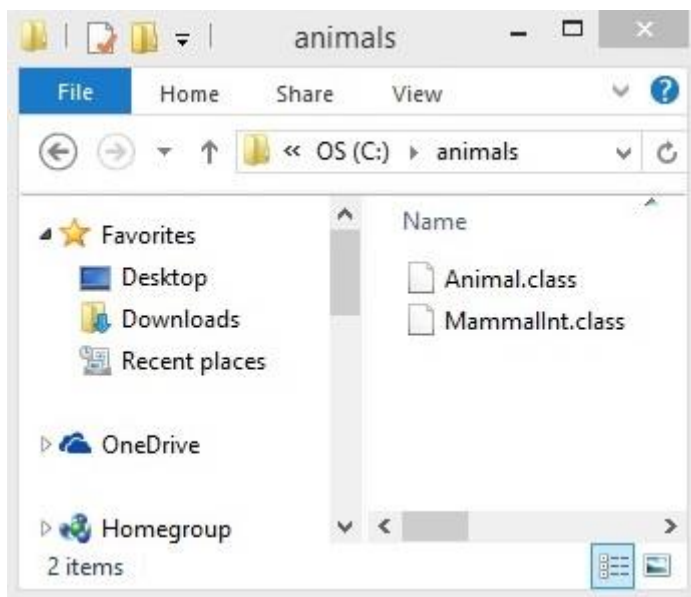 animals
File Home Share View
« OS (C:) animals
Favorites
Desktop
Downloads
Recent places
OneDrive
Homegroup
2 items
Name
Animal.class
MammalInt.class